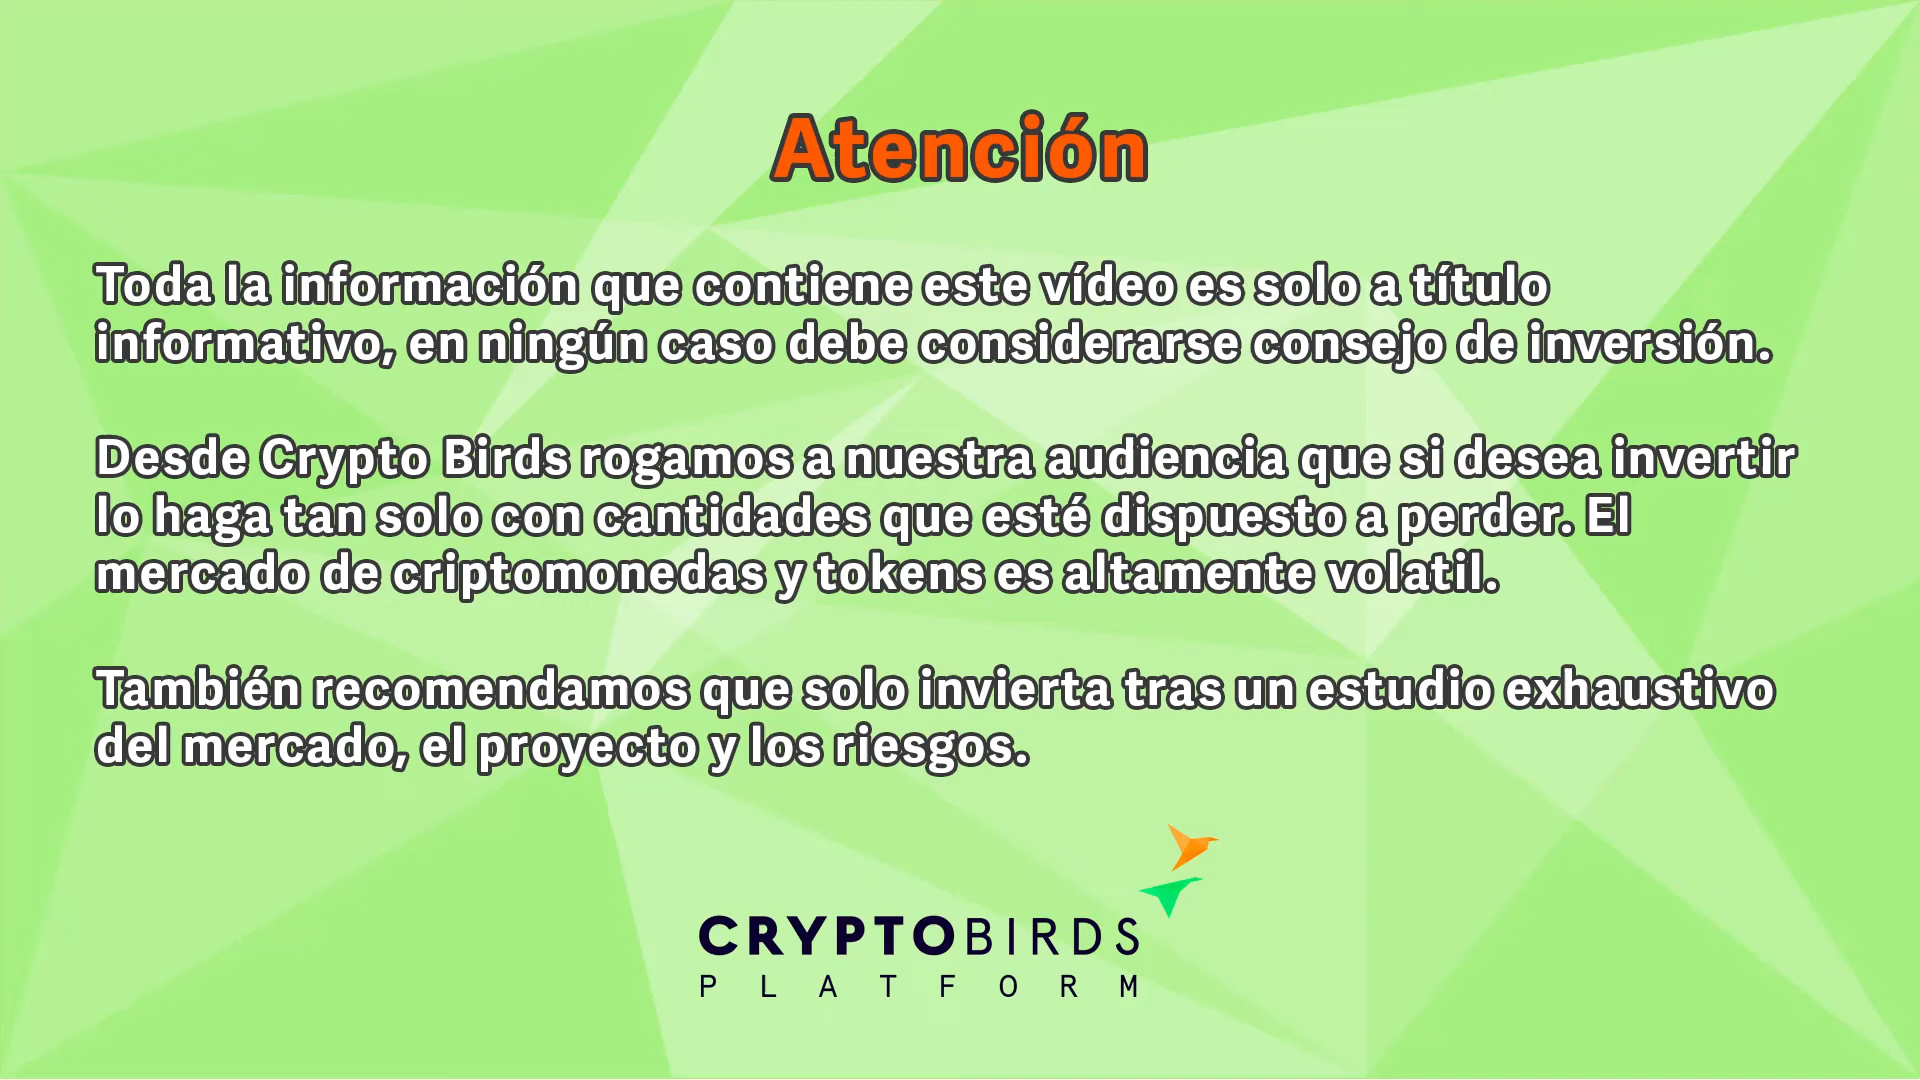 Atención
Toda la información que contiene este vídeo es solo a título
informativo, en ningún caso debe considerarse consejo de inversión.
Desde Crypto Birds rogamos a nuestra audiencia que si desea invertir
lo haga tan solo con cantidades que esté dispuesto a perder. El
mercado de criptomonedas y tokens es altamente volatil.
También recomendamos que solo invierta tras un estudio exhaustivo
del mercado, el proyecto y los riesgos.
CRYPTOBIRDS
PLATFORM